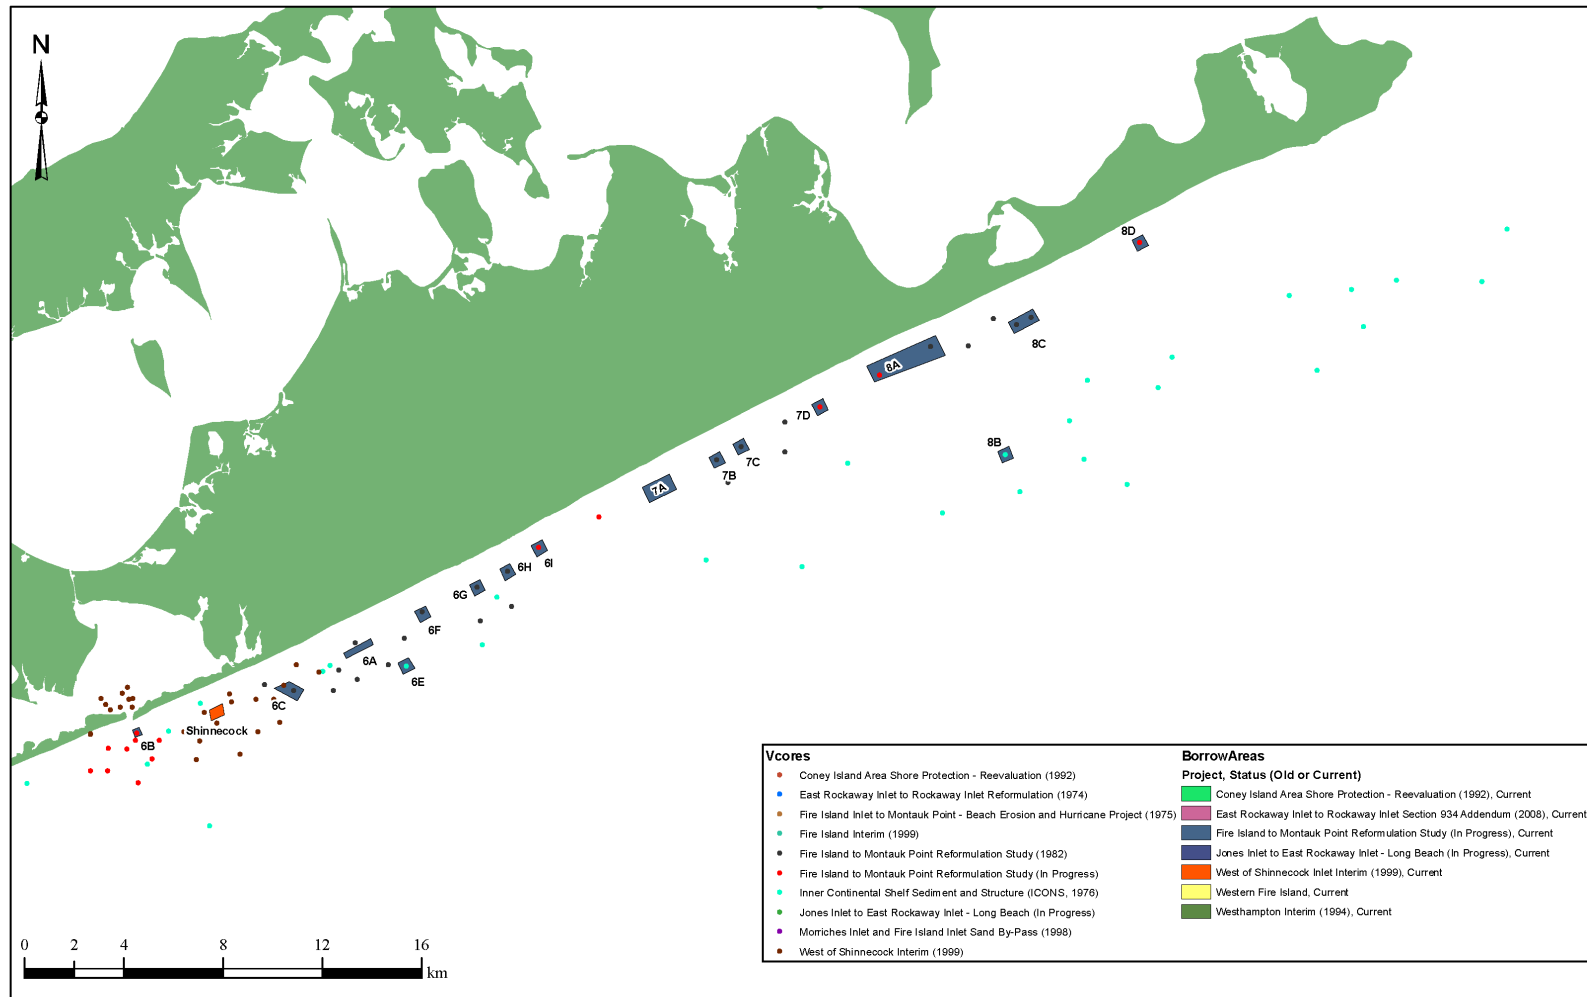 N
8D
8C
8A
7D
8B
7C
7B
7A
6H
6I
6G
6F
6A
6E
6C
Shinnecock
6B
Vcores
Coney Island Area Shore Protection - Reevaluation (1992)
East Rockaway Inlet to Rockaway Inlet Reformulation (1974)
Fire Island Inlet to Montauk Point - Beach Erosion and Hurricane Project (1975)
Fire Island Interim (1999)
Fire Island to Montauk Point Reformulation Study (1982)
Fire Island to Montauk Point Reformulation Study (In Progress)
Inner Continental Shelf Sediment and Structure (ICONS, 1976)
Jones Inlet to East Rockaway Inlet - Long Beach (In Progress)
Morriches Inlet and Fire Island Inlet Sand By-Pass (1998)
West of Shinnecock Interim (1999)
BorrowAreas
Project, Status (Old or Current)
Coney Island Area Shore Protection - Reevaluation (1992), Current
East Rockaway Inlet to Rockaway Inlet Section 934 Addendum (2008), Current
Fire Island to Montauk Point Reformulation Study (In Progress), Current
Jones Inlet to East Rockaway Inlet - Long Beach (In Progress), Current
West of Shinnecock Inlet Interim (1999), Current
Western Fire Island, Current
Westhampton Interim (1994), Current
0 2 4 8 12 16
km